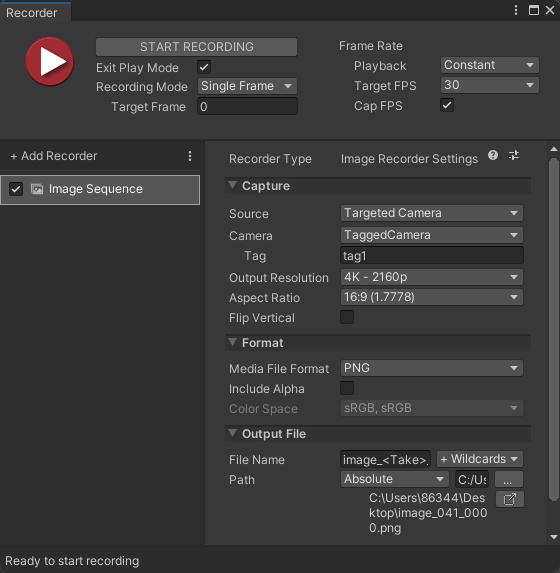 Recorder
START RECORDING
Exit Play Mode
Recording Mode Single Frame
Target Frame 0
Frame Rate
Playback Constant
Target FPS 30
Cap FPS
+ Add Recorder
Image Sequence
Recorder Type Image Recorder Settings
Capture
Source Targeted Camera
Camera TaggedCamera
Tag tag1
Output Resolution 4K - 2160p
Aspect Ratio 16:9 (1.7778)
Flip Vertical
Format
Media File Format PNG
Include Alpha
Color Space sRGB, sRGB
Output File
File Name image_<Take>_ + Wildcards
Path Absolute C:/Us ...
C:\Users\86344\Des
ktop\image_041_000
0.png
Ready to start recording